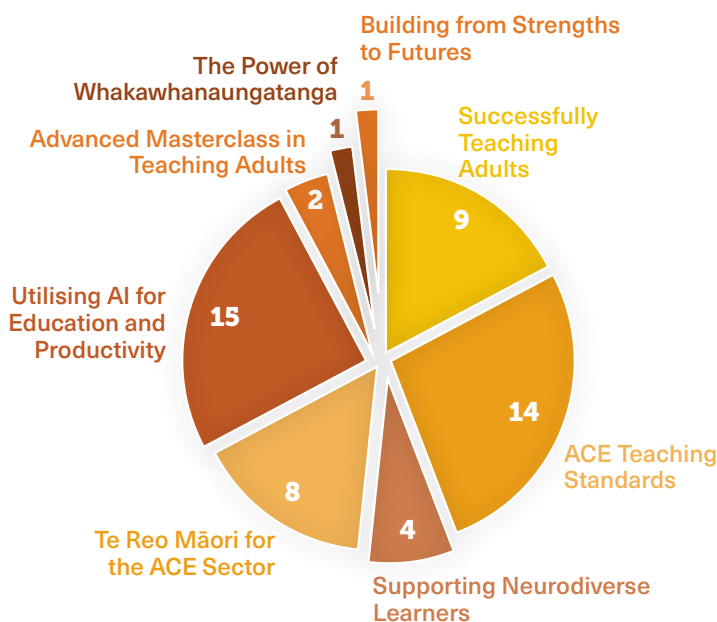 Building from Strengths
to Futures
1
The Power of
Whakawhanaungatanga
1
Successfully
Teaching
Adults
9
Advanced Masterclass in
Teaching Adults
2
Utilising AI for
Education and
Productivity
15
14
ACE Teaching
Standards
8
Te Reo Māori for
the ACE Sector
4
Supporting Neurodiverse
Learners